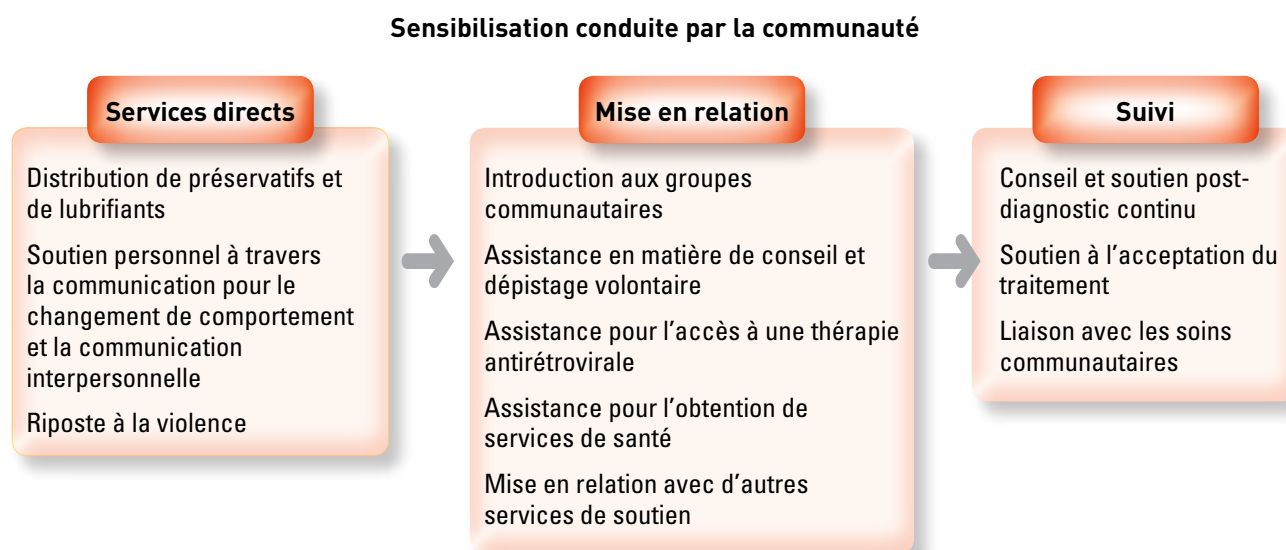 Sensibilisation conduite par la communauté
Services directs
Distribution de préservatifs et
de lubrifiants
Soutien personnel à travers
la communication pour le
changement de comportement
et la communication
interpersonnelle
Riposte à la violence
Mise en relation
Introduction aux groupes
communautaires
Assistance en matière de conseil et
dépistage volontaire
Assistance pour l’accès à une thérapie
antirétrovirale
Assistance pour l’obtention de
services de santé
Mise en relation avec d’autres
services de soutien
Suivi
Conseil et soutien post-
diagnostic continu
Soutien à l’acceptation du
traitement
Liaison avec les soins
communautaires